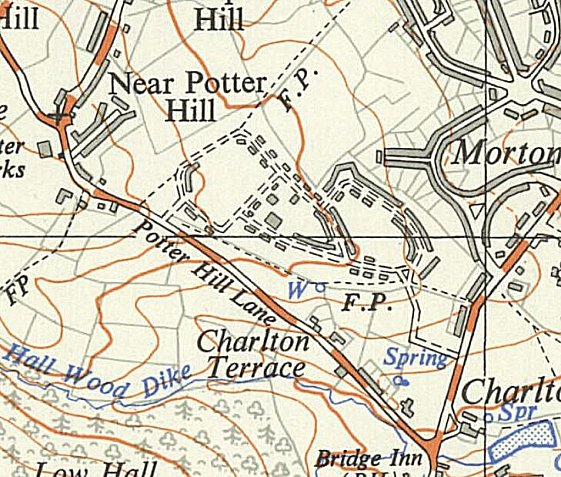 Hill
Hill
Near Potter
Hill
F.P.
Morton
Potter Hill Lane
FP
W
F.P.
Charlton
Terrace
Hall Wood Dike
Spring
Spr
Bridge Inn
(P.H.)
Low Hall